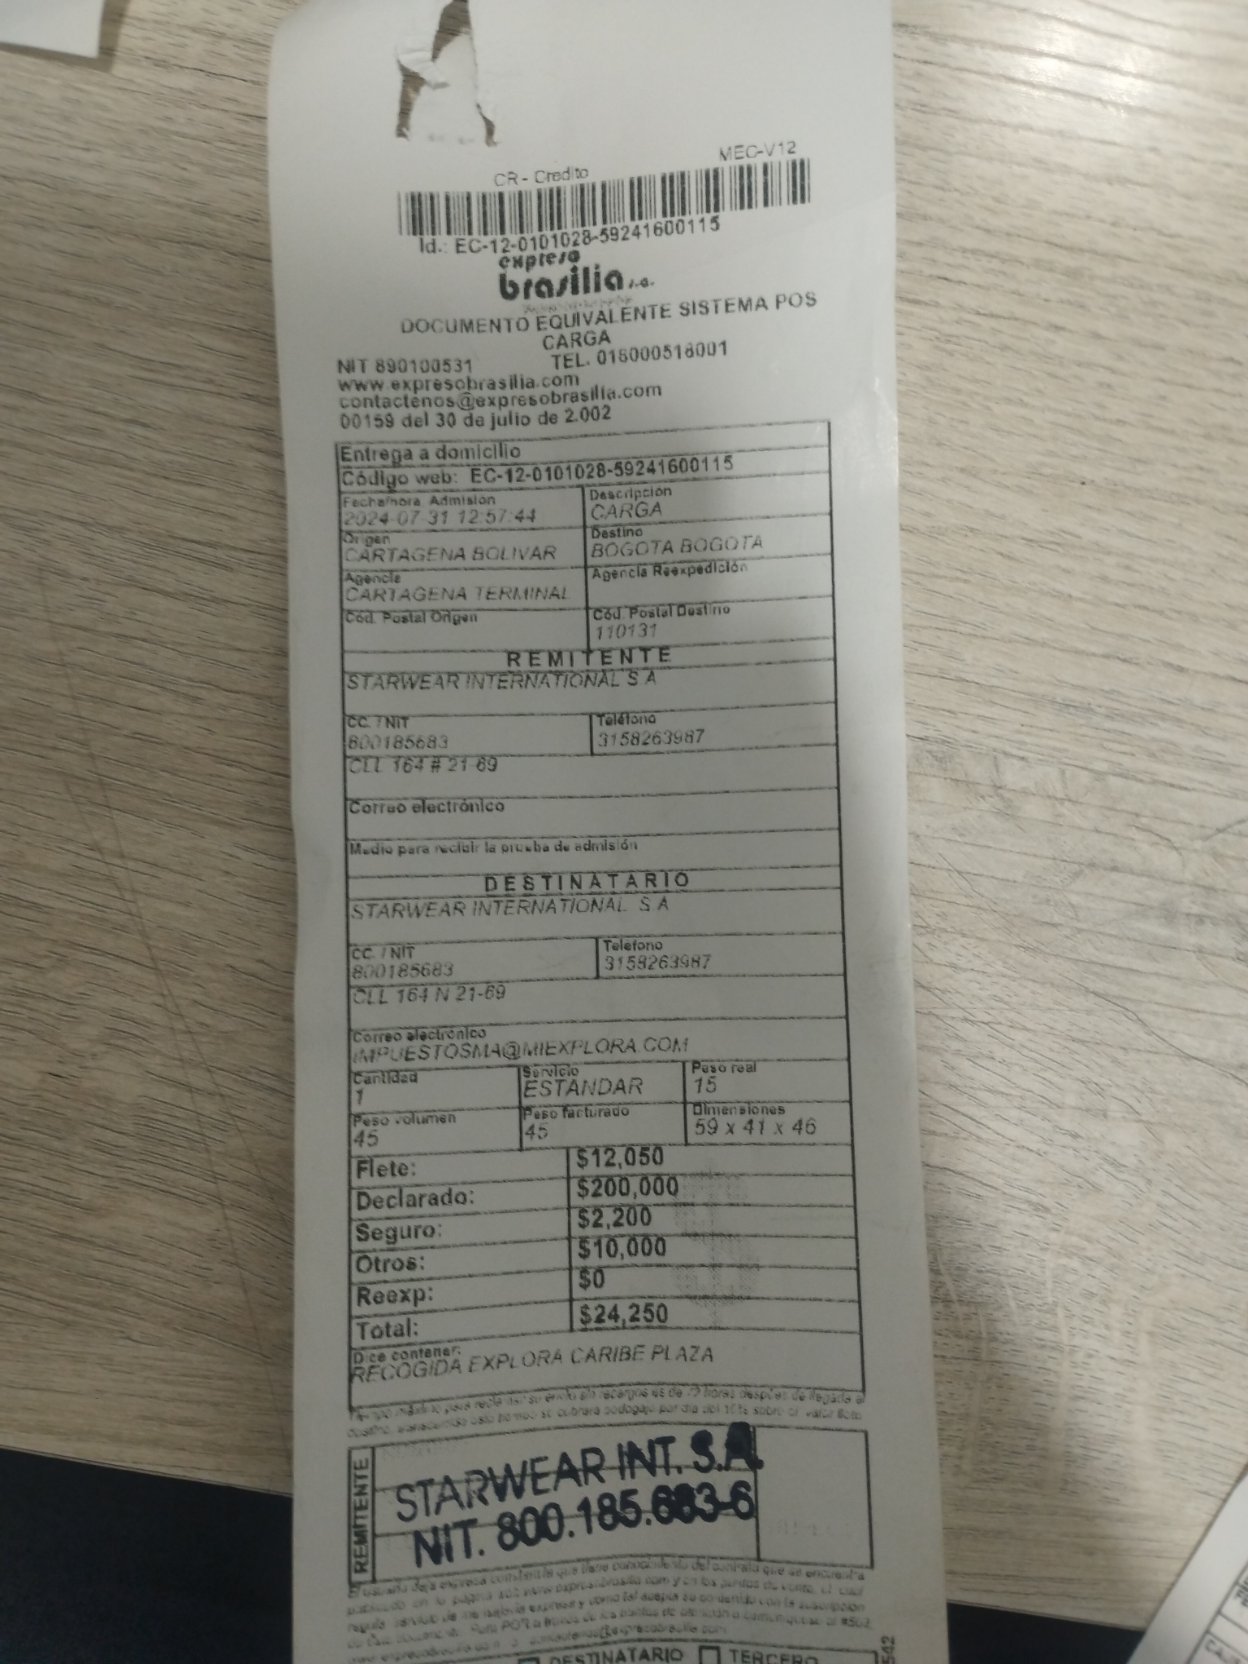 MEC-V12
CR - Credito
Id.: EC-12-0101028-59241600115
expreso
brasilia s.a.
DOCUMENTO EQUIVALENTE SISTEMA POS
CARGA
NIT 890100531 TEL. 018000518001
www.expresobrasilia.com
contactenos@expresobrasilia.com
00159 del 30 de julio de 2.002
Entrega a domicilio
Código web: EC-12-0101028-59241600115
Fecha/hora Admisión Descripción
2024-07-31 12:57:44 CARGA
Origen Destino
CARTAGENA BOLIVAR BOGOTA BOGOTA
Agencia Agencia Reexpedición
CARTAGENA TERMINAL
Cód. Postal Origen Cód. Postal Destino
110131
REMITENTE
STARWEAR INTERNATIONAL S A
CC. / NIT Teléfono
800185683 3158263987
CLL 164 # 21-69
Correo electrónico
Medio para recibir la prueba de admisión
DESTINATARIO
STARWEAR INTERNATIONAL S A
CC. / NIT Teléfono
800185683 3158263987
CLL 164 N 21-69
Correo electrónico
IMPUESTOSMA@MIEXPLORA.COM
Cantidad Servicio Peso real
1 ESTANDAR 15
Peso volumen Peso facturado Dimensiones
45 45 59 x 41 x 46
Flete: $12,050
Declarado: $200,000
Seguro: $2,200
Otros: $10,000
Reexp: $0
Total: $24,250
Dice contener:
RECOGIDA EXPLORA CARIBE PLAZA
REMITENTE
STARWEAR INT. S.A.
NIT. 800.185.683-6
DESTINATARIO TERCERO